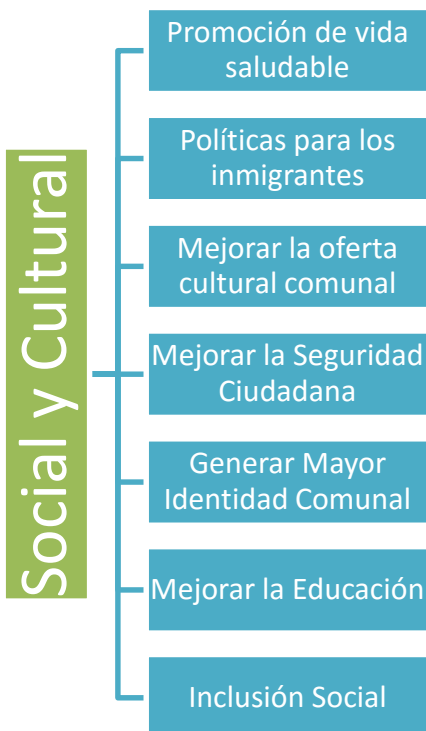 Social y Cultural
Promoción de vida
saludable
Políticas para los
inmigrantes
Mejorar la oferta
cultural comunal
Mejorar la Seguridad
Ciudadana
Generar Mayor
Identidad Comunal
Mejorar la Educación
Inclusión Social